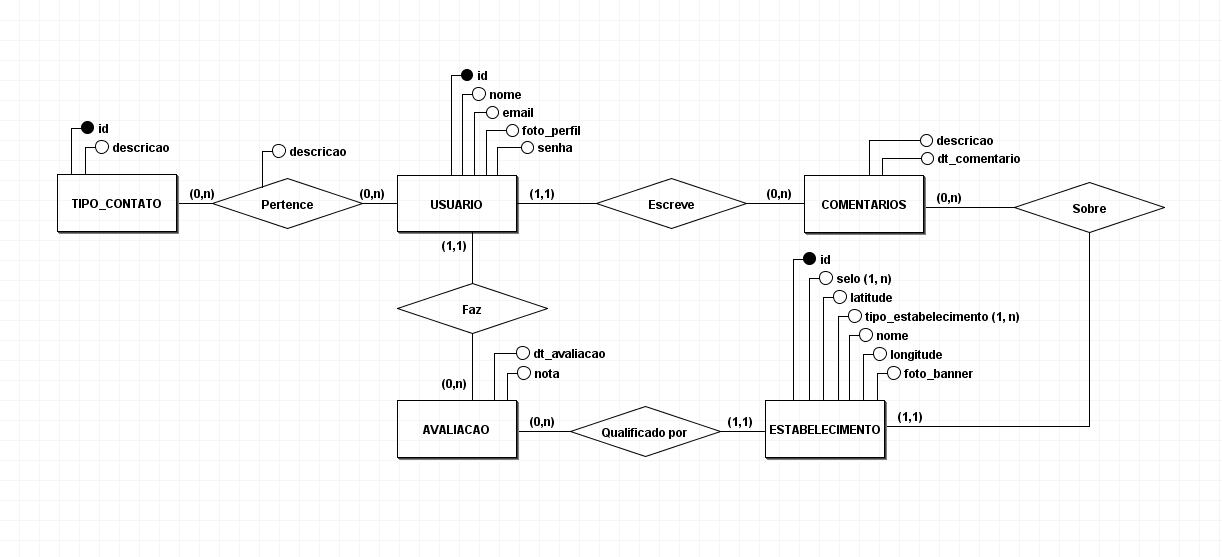 id
nome
email
foto_perfil
senha
id
descricao
descricao
TIPO_CONTATO
(0,n)
Pertence
(0,n)
USUARIO
(1,1)
Escreve
(0,n)
descricao
dt_comentario
COMENTARIOS
(0,n)
Sobre
(1,1)
Faz
(0,n)
id
selo (1, n)
latitude
tipo_estabelecimento (1, n)
nome
longitude
foto_banner
dt_avaliacao
nota
AVALIACAO
(0,n)
Qualificado por
(1,1)
ESTABELECIMENTO
(1,1)